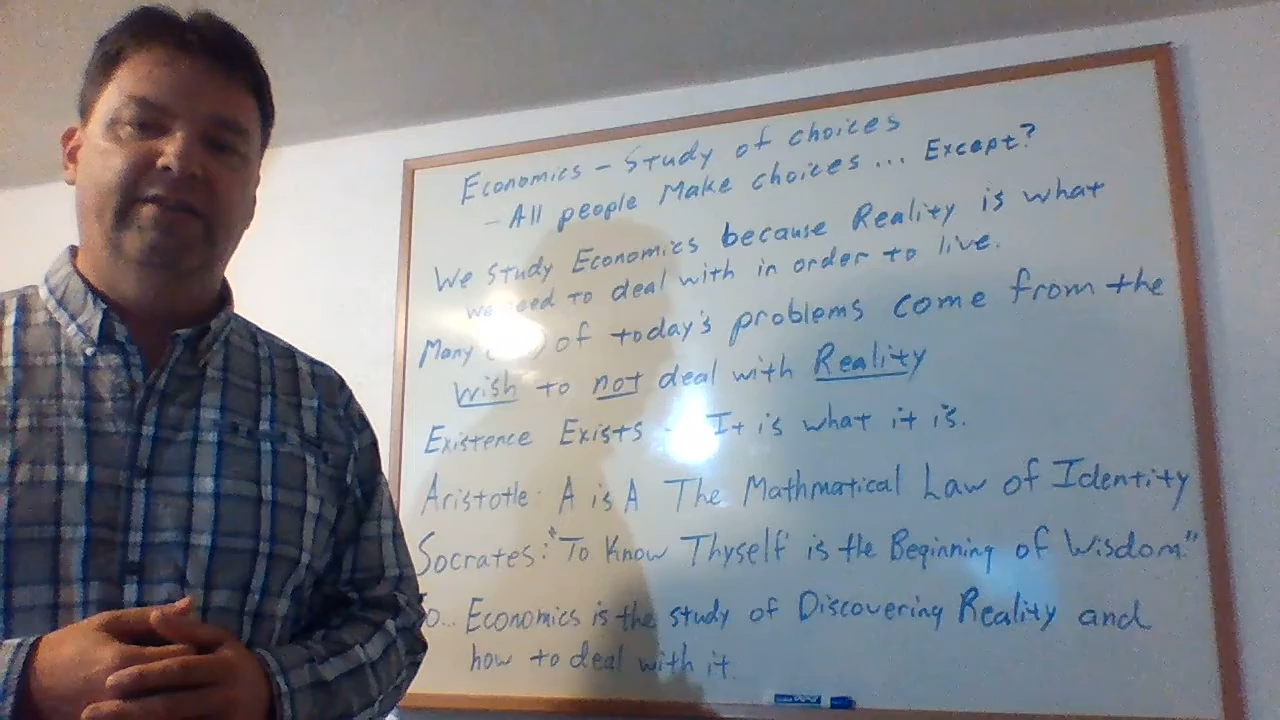 Economics - Study of choices
- All people Make choices... Except?
We Study Economics because Reality is what
we need to deal with in order to live.
Many of today's problems come from the
Wish to not deal with Reality
Existence Exists - It is what it is.
Aristotle: A is A The Mathmatical Law of Identity
Socrates: "To Know Thyself is the Beginning of Wisdom."
So... Economics is the study of Discovering Reality and
how to deal with it.